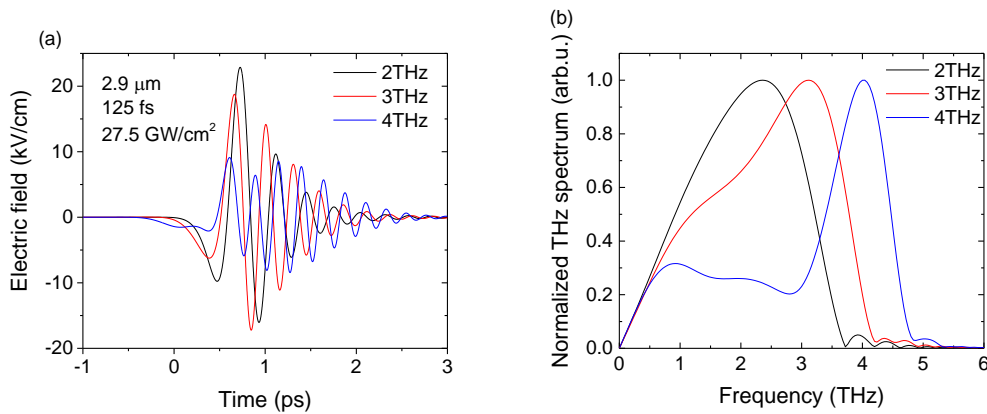 (a)
2.9 μm
125 fs
27.5 GW/cm²
2THz
3THz
4THz
Electric field (kV/cm)
20
10
0
-10
-20
-1
0
1
2
3
Time (ps)
(b)
2THz
3THz
4THz
Normalized THz spectrum (arb.u.)
1.0
0.8
0.6
0.4
0.2
0.0
0
1
2
3
4
5
6
Frequency (THz)